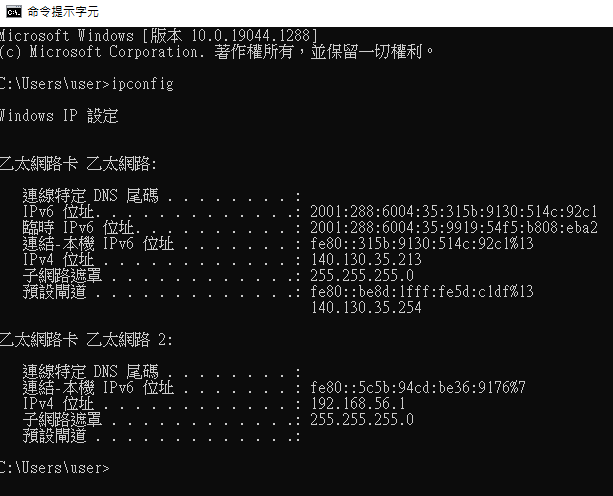 命令提示字元
Microsoft Windows [版本 10.0.19044.1288]
(c) Microsoft Corporation. 著作權所有，並保留一切權利。
C:\Users\user>ipconfig
Windows IP 設定
乙太網路卡 乙太網路:
連線特定 DNS 尾碼 . . . . . . . . :
IPv6 位址. . . . . . . . . . . . .: 2001:288:6004:35:315b:9130:514c:92c1
臨時 IPv6 位址. . . . . . . . . . : 2001:288:6004:35:9919:54f5:b808:eba2
連結-本機 IPv6 位址 . . . . . . . : fe80::315b:9130:514c:92c1%13
IPv4 位址 . . . . . . . . . . . . : 140.130.35.213
子網路遮罩 . . . . . . . . . . . .: 255.255.255.0
預設閘道 . . . . . . . . . . . . .: fe80::be8d:1fff:fe5d:c1df%13
140.130.35.254
乙太網路卡 乙太網路 2:
連線特定 DNS 尾碼 . . . . . . . . :
連結-本機 IPv6 位址 . . . . . . . : fe80::5c5b:94cd:be36:9176%7
IPv4 位址 . . . . . . . . . . . . : 192.168.56.1
子網路遮罩 . . . . . . . . . . . .: 255.255.255.0
預設閘道 . . . . . . . . . . . . .:
C:\Users\user>